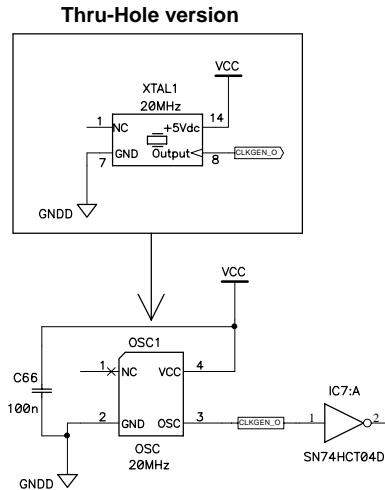 Thru-Hole version
VCC
XTAL1
20MHz
1 NC +5Vdc 14
7 GND Output 8 CLKGEN_O
GNDD
VCC
OSC1
1 NC VCC 4
C66
100n
2 GND OSC 3 CLKGEN_O 1 IC7:A 2
OSC
20MHz
SN74HCT04D
GNDD